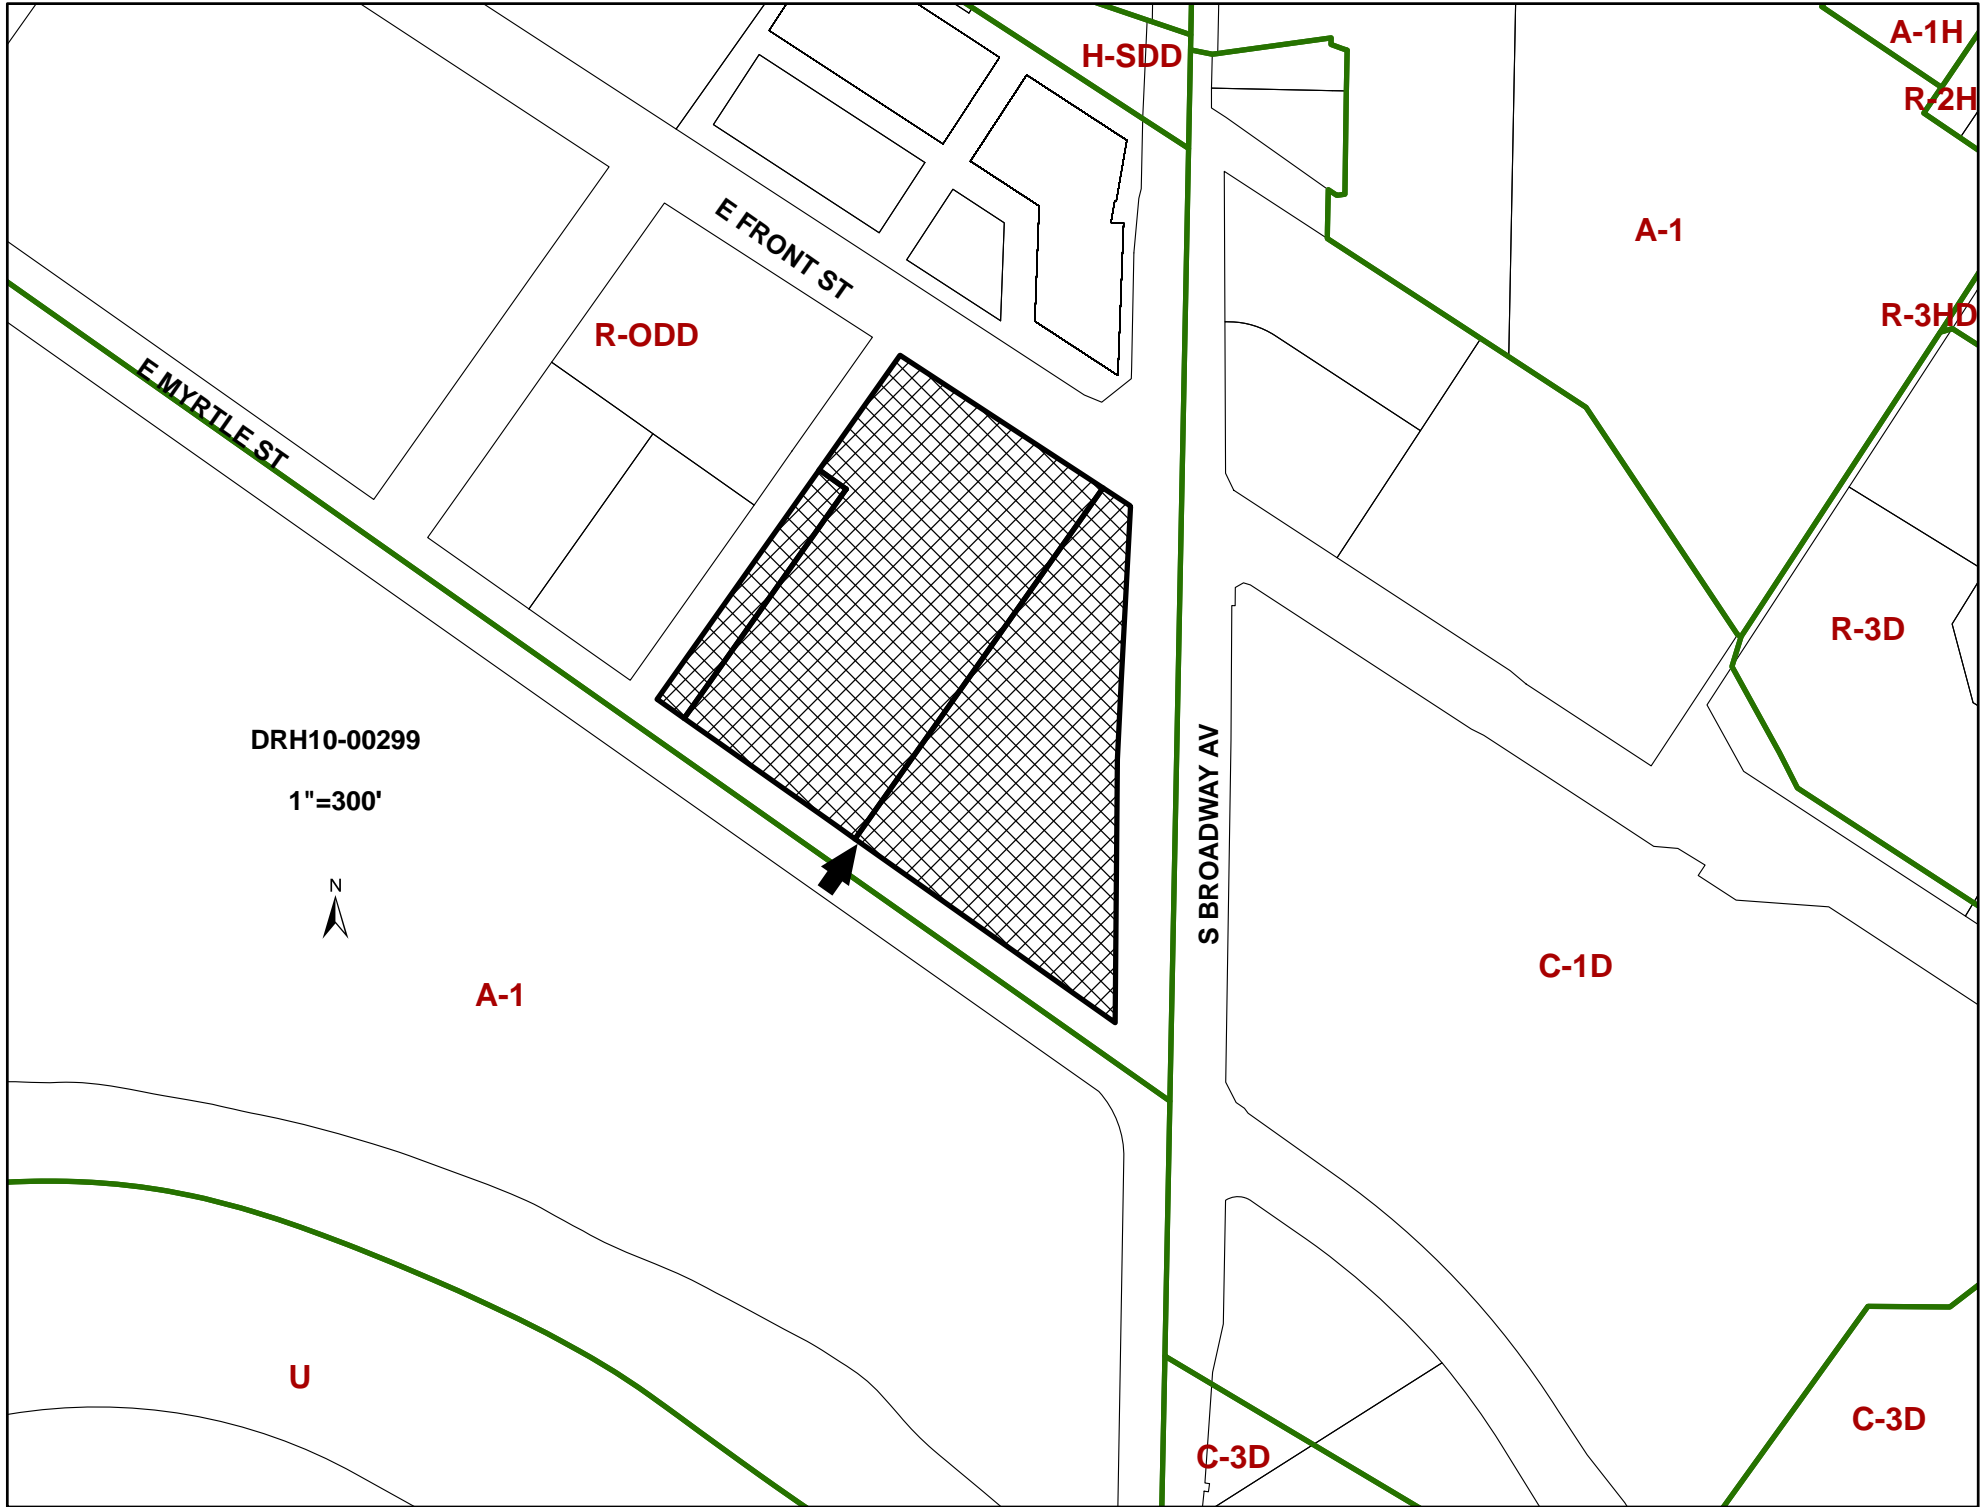 A-1H
H-SDD
R-2H
A-1
E FRONT ST
R-3HD
R-ODD
E MYRTLE ST
R-3D
DRH10-00299
1"=300'
S BROADWAY AV
N
C-1D
A-1
U
C-3D
C-3D